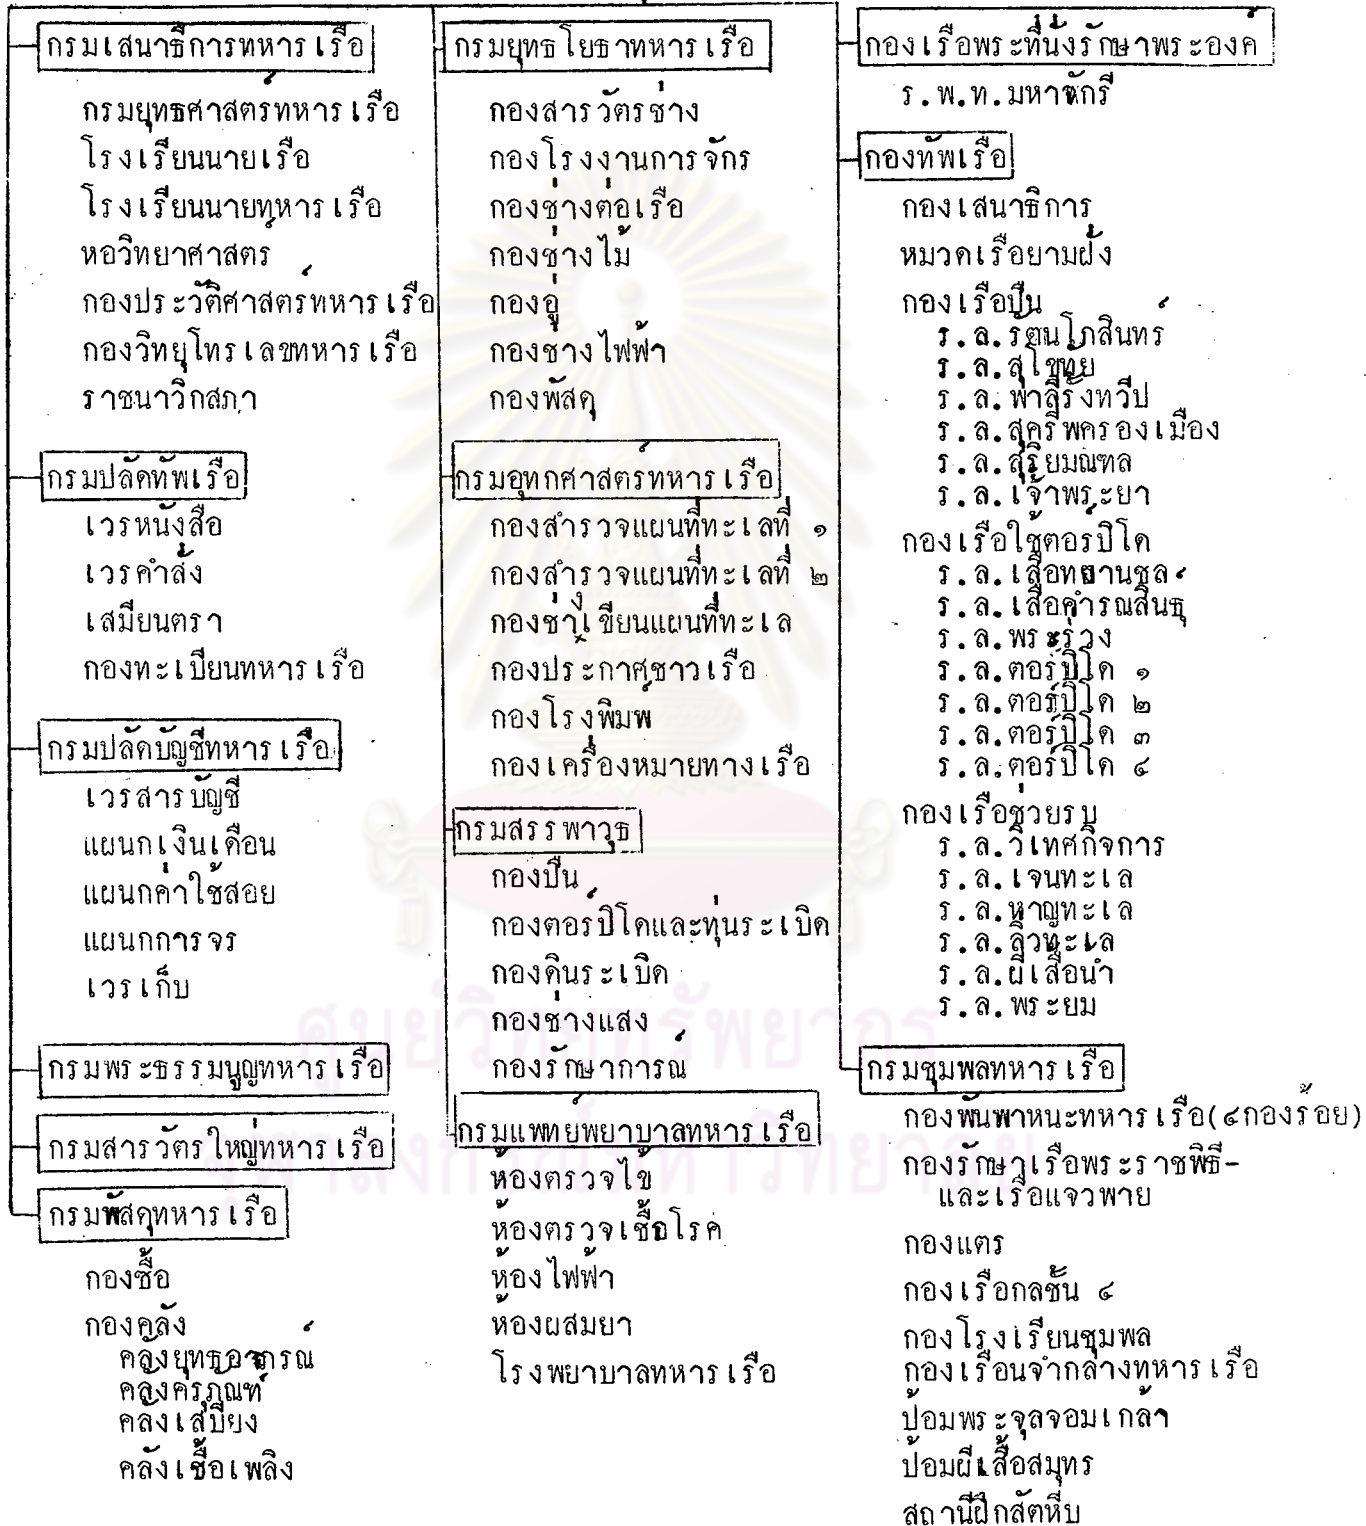 กรมเสนาธิการทหารเรือ
กรมยุทธศาสตร์ทหารเรือ
โรงเรียนนายเรือ
โรงเรียนนายทหารเรือ
หอวิทยาศาสตร์
กองประวัติศาสตร์ทหารเรือ
กองวิทยุโทรเลขทหารเรือ
ราชนาวิกสภา
กรมปลัดทัพเรือ
เวรหนังสือ
เวรคำสั่ง
เสมียนตรา
กองทะเบียนทหารเรือ
กรมปลัดบัญชีทหารเรือ
เวรสารบัญชี
แผนกเงินเดือน
แผนกค่าใช้สอย
แผนกการจร
เวรเก็บ
กรมพระธรรมนูญทหารเรือ
กรมสารวัตรใหญ่ทหารเรือ
กรมพัสดุทหารเรือ
กองซื้อ
กองคลัง
คลังยุทธอาภรณ์
คลังครุภัณฑ์
คลังเสบียง
คลังเชื้อเพลิง
กรมยุทธโยธาทหารเรือ
กองสารวัตรช่าง
กองโรงงานการจักร
กองช่างต่อเรือ
กองช่างไม้
กองอู่
กองช่างไฟฟ้า
กองพัสดุ
กรมอุทกศาสตร์ทหารเรือ
กองสำรวจแผนที่ทะเลที่ ๑
กองสำรวจแผนที่ทะเลที่ ๒
กองช่างเขียนแผนที่ทะเล
กองประกาศชาวเรือ
กองโรงพิมพ์
กองเครื่องหมายทางเรือ
กรมสรรพาวุธ
กองปืน
กองตอร์ปิโดและทุ่นระเบิด
กองดินระเบิด
กองช่างแสง
กองรักษาการณ์
กรมแพทย์พยาบาลทหารเรือ
ห้องตรวจไข้
ห้องตรวจเชื้อโรค
ห้องไฟฟ้า
ห้องผสมยา
โรงพยาบาลทหารเรือ
กองเรือพระที่นั่งรักษาพระองค์
ร.พ.ท.มหาจักรี
กองทัพเรือ
กองเสนาธิการ
หมวดเรือยามฝั่ง
กองเรือปืน
ร.ล.รัตนโกสินทร์
ร.ล.สุโขทัย
ร.ล.พาลีรั้งทวีป
ร.ล.สุครีพครองเมือง
ร.ล.สุริยมณฑล
ร.ล.เจ้าพระยา
กองเรือใช้ตอร์ปิโด
ร.ล.เสือทยานชล
ร.ล.เสือคำรณสินธุ์
ร.ล.พระร่วง
ร.ล.ตอร์ปิโด ๑
ร.ล.ตอร์ปิโด ๒
ร.ล.ตอร์ปิโด ๓
ร.ล.ตอร์ปิโด ๔
กองเรือช่วยรบ
ร.ล.วิเทศกิจการ
ร.ล.เจนทะเล
ร.ล.หาญทะเล
ร.ล.ลิ่วทะเล
ร.ล.ผีเสื้อน้ำ
ร.ล.พระยม
กรมชุมพลทหารเรือ
กองพันพาหนะทหารเรือ(๔กองร้อย)
กองรักษาเรือพระราชพิธี-
และเรือแจวพาย
กองแตร
กองเรือกลชั้น ๔
กองโรงเรียนชุมพล
กองเรือนจำกลางทหารเรือ
ป้อมพระจุลจอมเกล้า
ป้อมผีเสื้อสมุทร
สถานีฝึกสัตหีบ
ศูนย์วิทยทรัพยากร
จุฬาลงกรณ์มหาวิทยาลัย